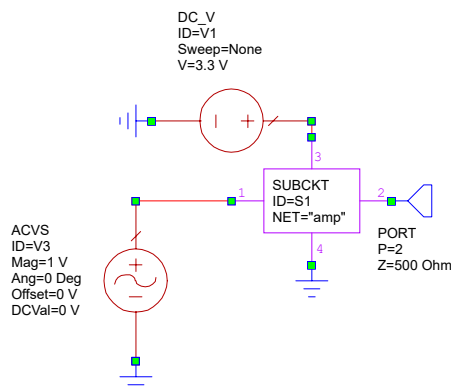 DC_V
ID=V1
Sweep=None
V=3.3 V
3
1
SUBCKT
ID=S1
NET="amp"
2
4
ACVS
ID=V3
Mag=1 V
Ang=0 Deg
Offset=0 V
DCVal=0 V
PORT
P=2
Z=500 Ohm